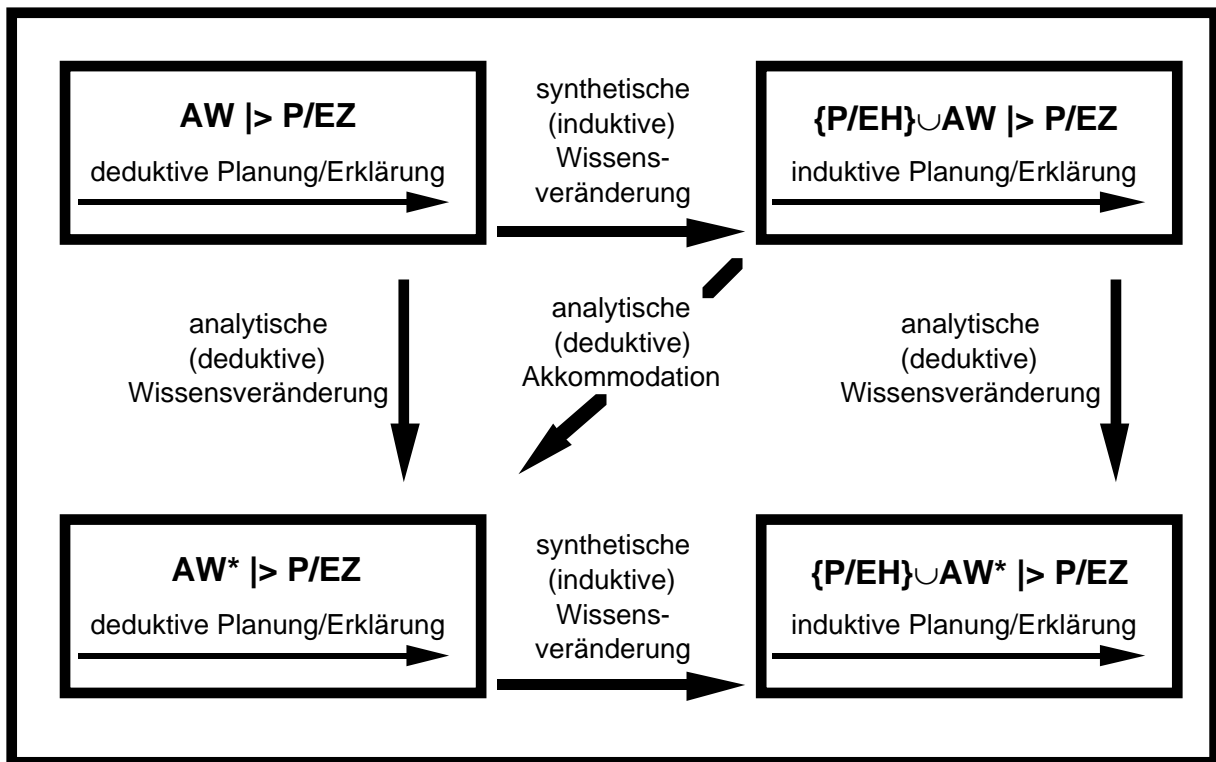 AW |> P/EZ
deduktive Planung/Erklärung
synthetische
(induktive)
Wissens-
veränderung
{P/EH}∪AW |> P/EZ
induktive Planung/Erklärung
analytische
(deduktive)
Wissensveränderung
analytische
(deduktive)
Akkommodation
analytische
(deduktive)
Wissensveränderung
AW* |> P/EZ
deduktive Planung/Erklärung
synthetische
(induktive)
Wissens-
veränderung
{P/EH}∪AW* |> P/EZ
induktive Planung/Erklärung